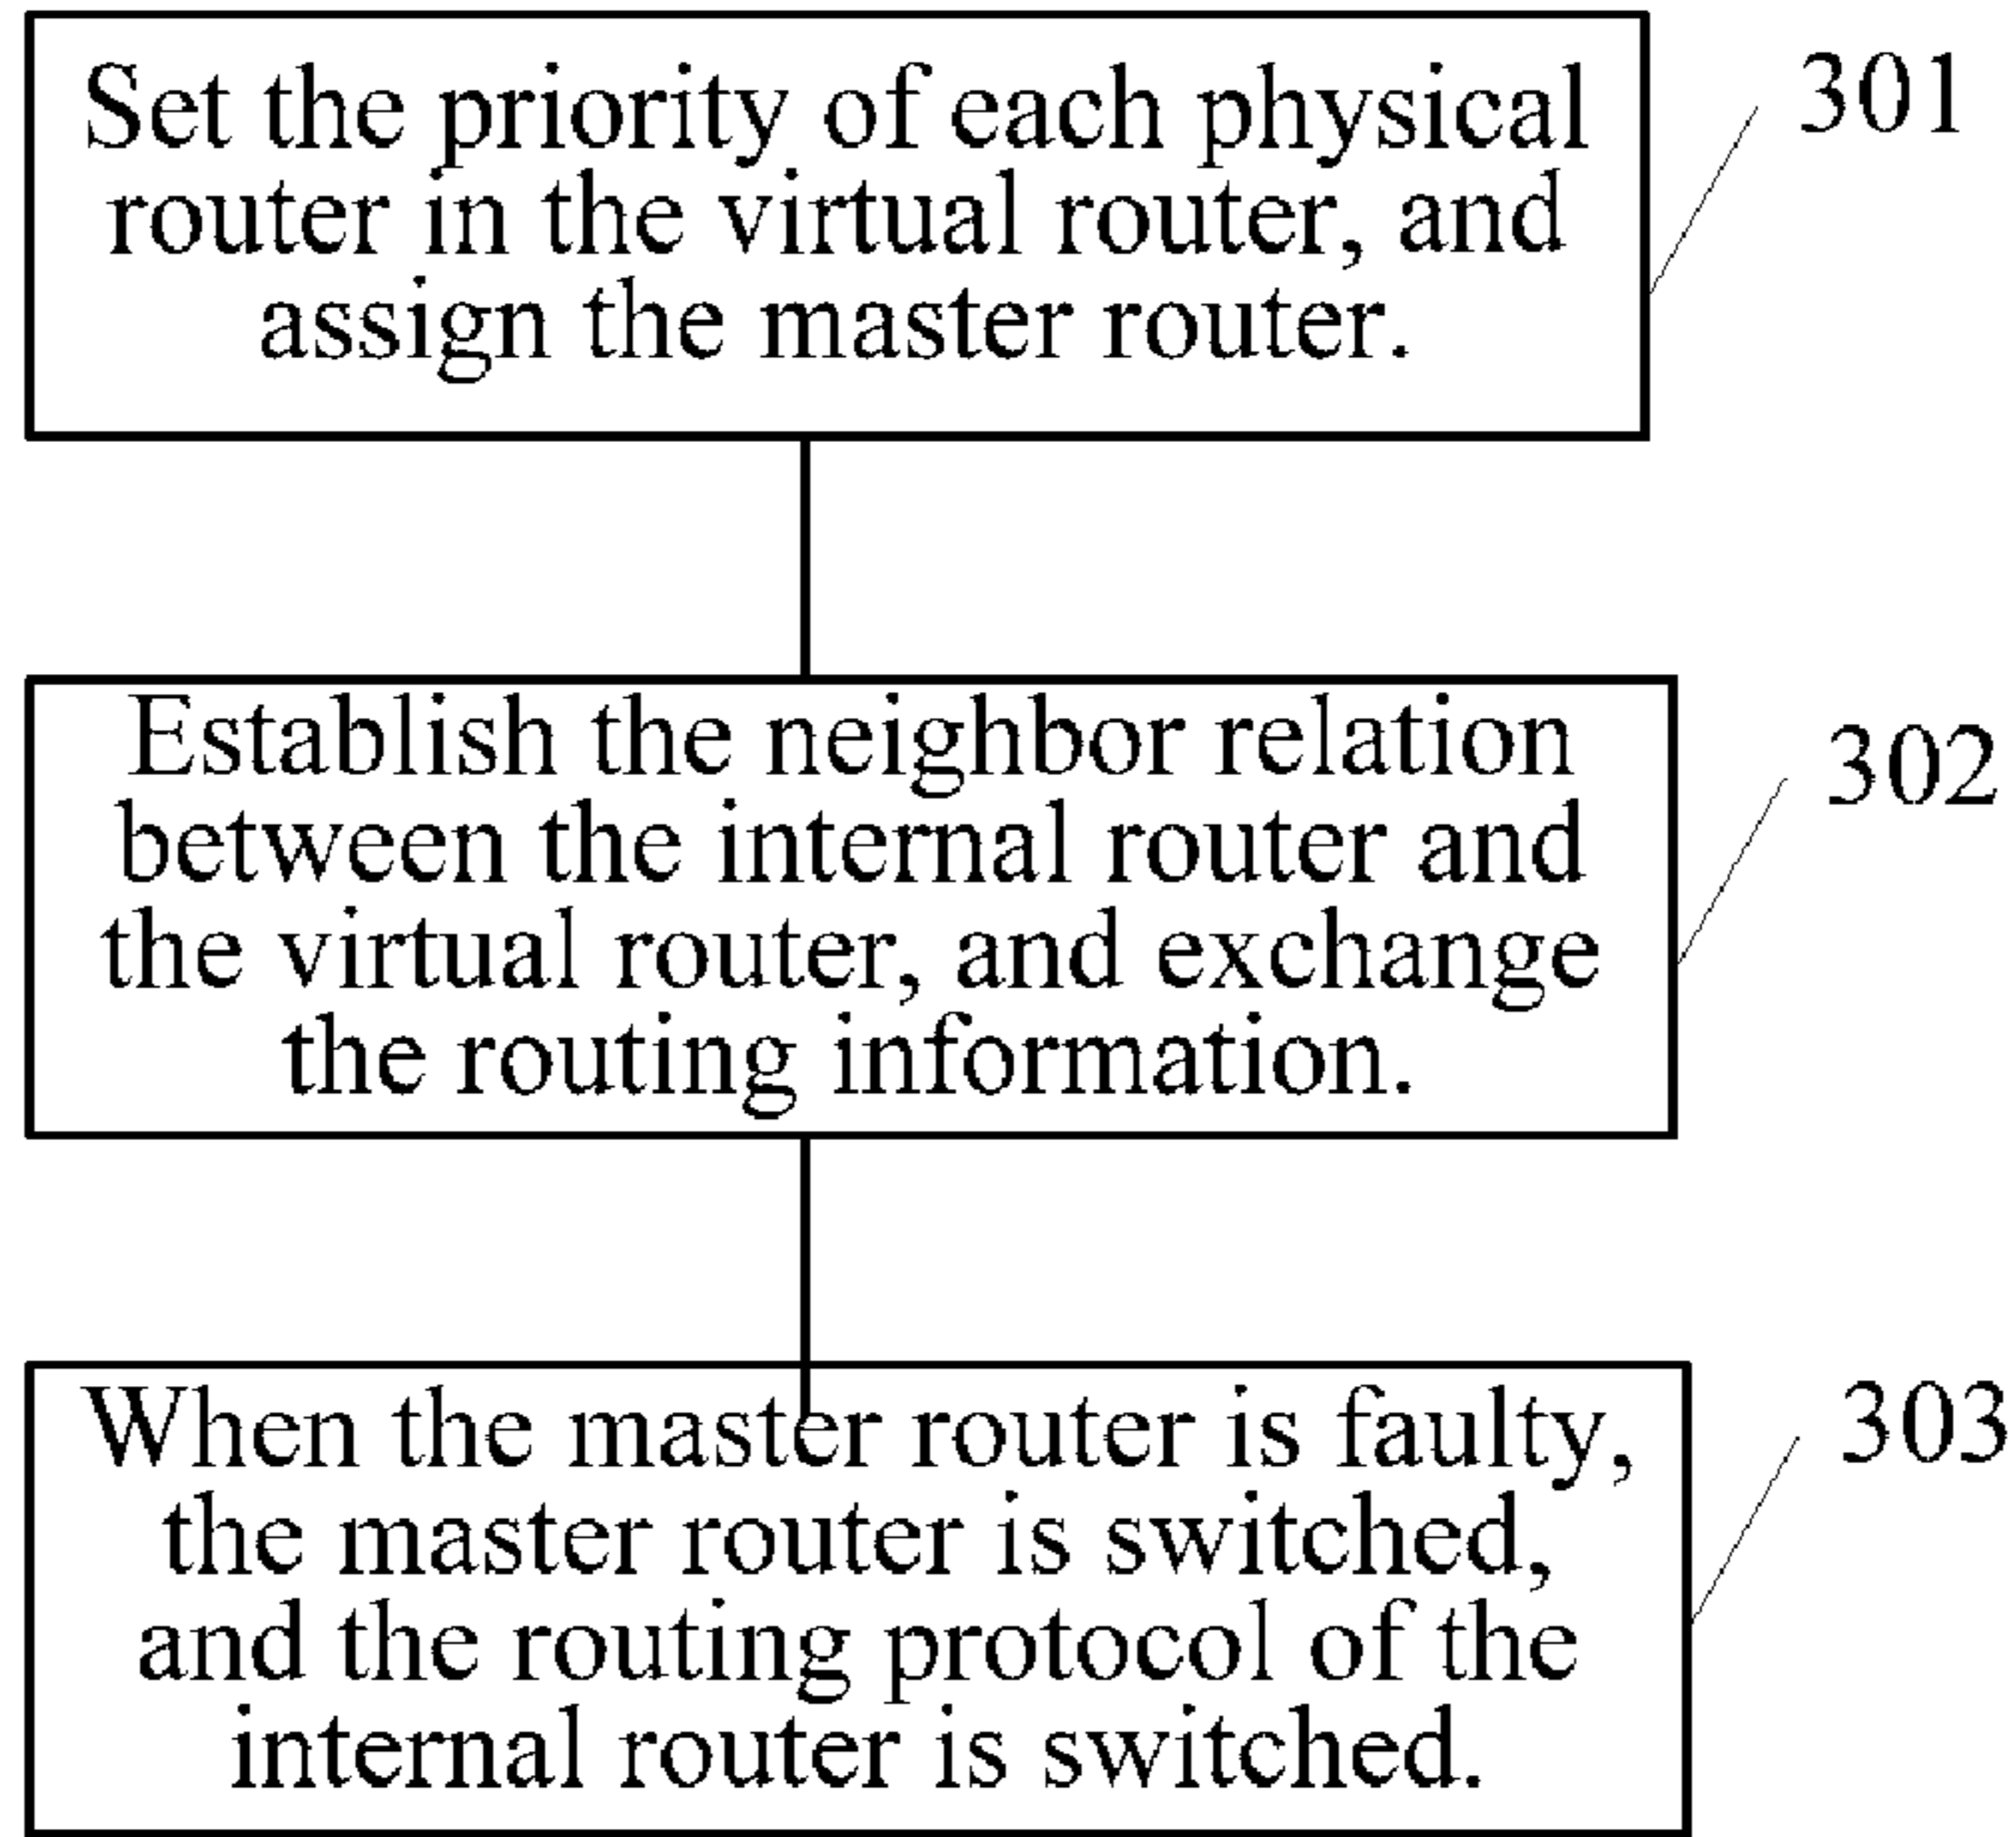 Set the priority of each physical
router in the virtual router, and
assign the master router.
301
Establish the neighbor relation
between the internal router and
the virtual router, and exchange
the routing information.
302
When the master router is faulty,
the master router is switched,
and the routing protocol of the
internal router is switched.
303